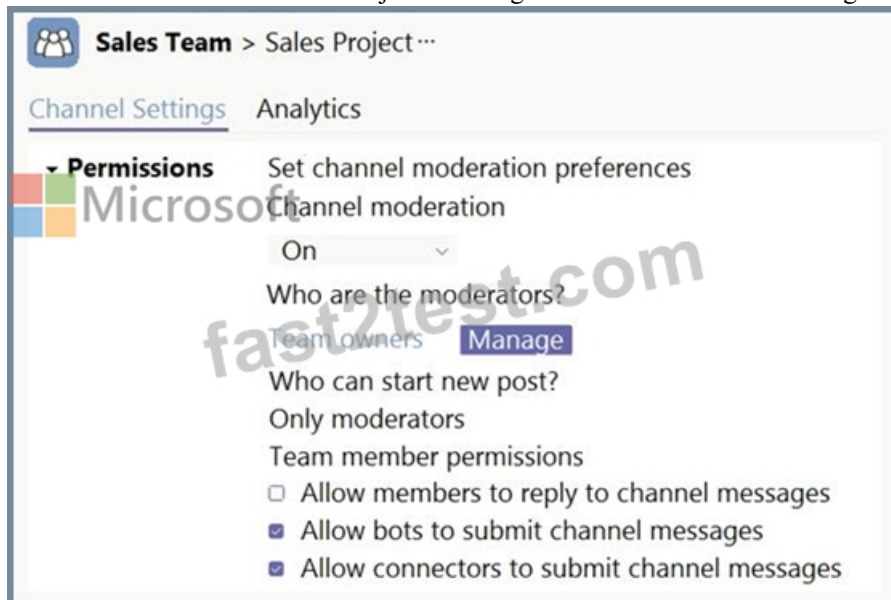 Sales Team > Sales Project ...
Channel Settings Analytics
Permissions Set channel moderation preferences
Microsoft
Channel moderation
On
fast2test.com
Who are the moderators?
Team owners Manage
Who can start new post?
Only moderators
Team member permissions
Allow members to reply to channel messages
Allow bots to submit channel messages
Allow connectors to submit channel messages